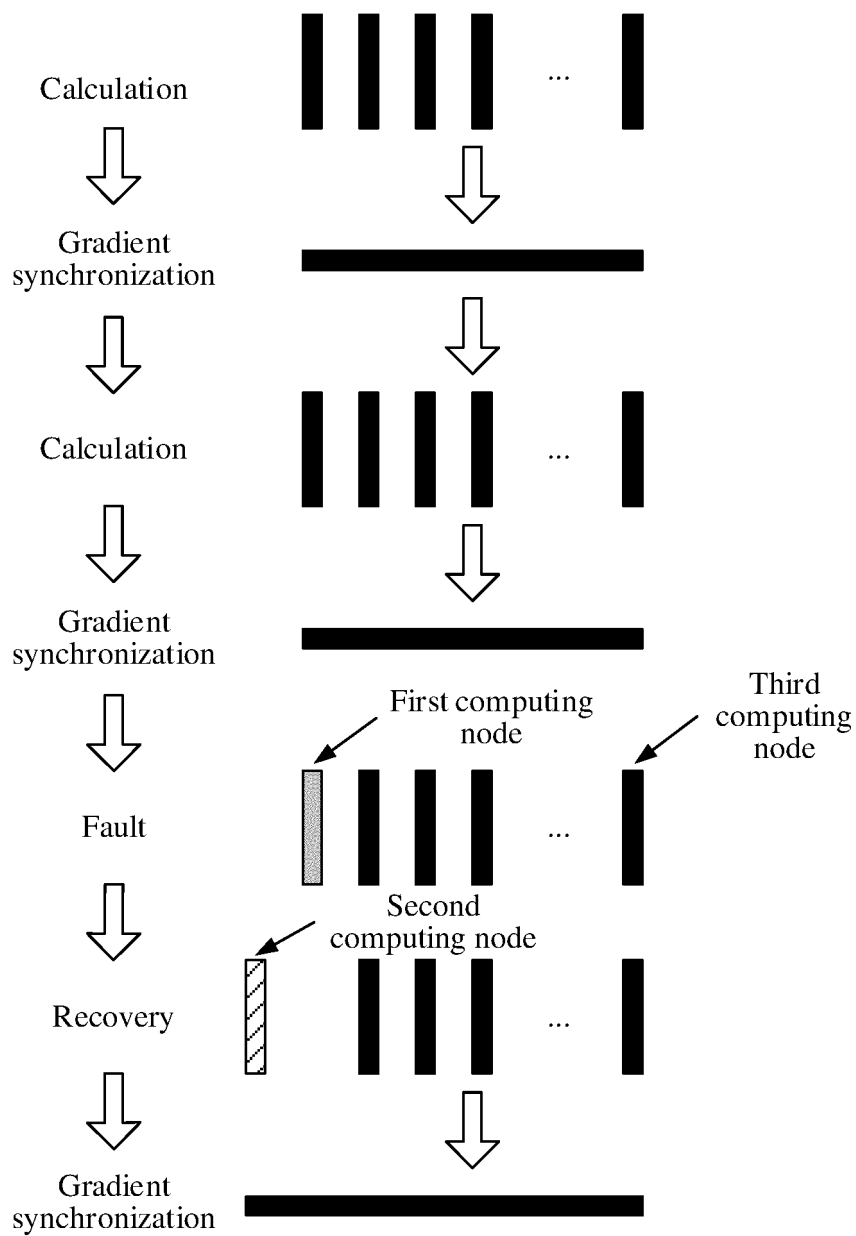 ...
Calculation
Gradient
synchronization
...
Calculation
Gradient
synchronization
First computing
node
Third
computing
node
Fault
...
Second
computing node
Recovery
...
Gradient
synchronization